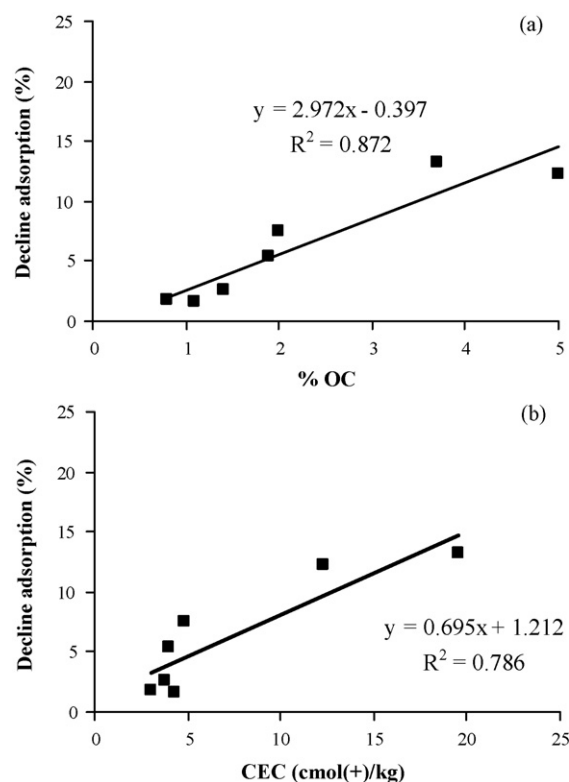 (a)
25
20
15
10
5
0
Decline adsorption (%)
y = 2.972x - 0.397
R² = 0.872
0 1 2 3 4 5
% OC
(b)
25
20
15
10
5
0
Decline adsorption (%)
y = 0.695x + 1.212
R² = 0.786
0 5 10 15 20 25
CEC (cmol(+)/kg)